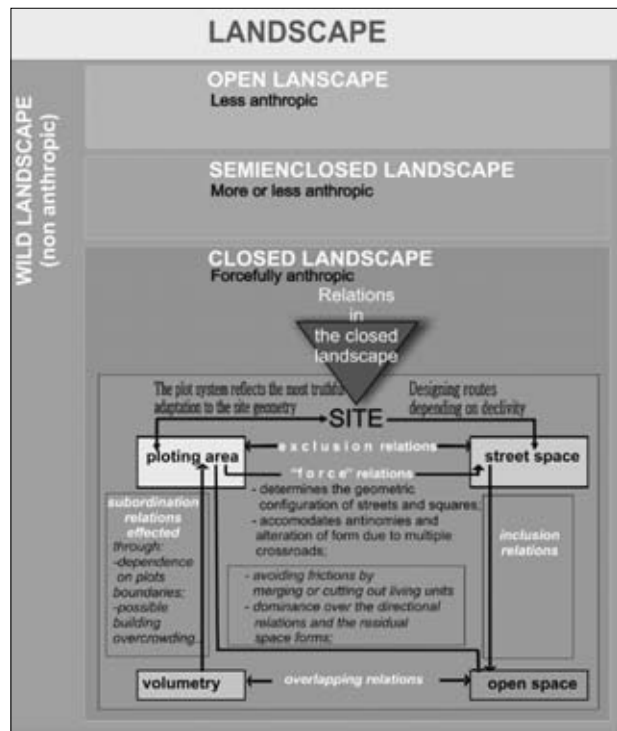 LANDSCAPE
WILD LANDSCAPE
(non anthropic)
OPEN LANSCAPE
Less anthropic
SEMIENCLOSED LANDSCAPE
More or less anthropic
CLOSED LANDSCAPE
Forcefully anthropic
Relations
in
the closed
landscape
The plot system reflects the most truthful
adaptation to the site geometry
SITE
Designing routes
depending on declivity
ploting area
exclusion relations
street space
"force" relations
- determines the geometric
configuration of streets and squares;
- accomodates antinomies and
alteration of form due to multiple
crossroads;
subordination
relations
effected
through:
-dependence
on plots
boundaries;
-possible
building
overcrowding...
inclusion
relations
- avoiding frictions by
merging or cutting out living units
- dominance over the directional
relations and the residual
space forms;
volumetry
overlapping relations
open space